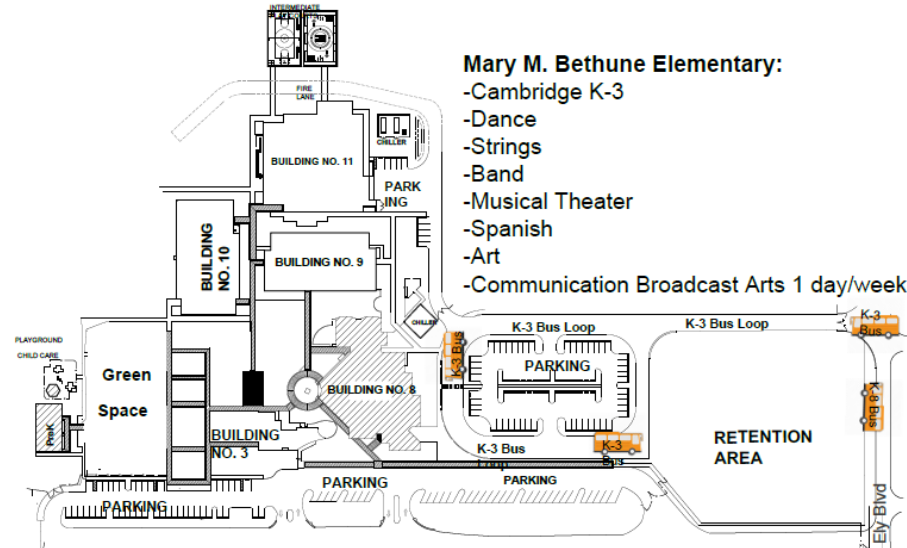 INTERMEDIATE
FIRE
LANE
Mary M. Bethune Elementary:
-Cambridge K-3
-Dance
-Strings
-Band
-Musical Theater
-Spanish
-Art
-Communication Broadcast Arts 1 day/week
CHILLER
BUILDING NO. 11
PARK
ING
BUILDING
NO. 10
BUILDING NO. 9
CHILLER
K-3 Bus Loop
K-3 Bus Loop
K-3
Bus
K-3 Bus
PLAYGROUND
CHILD CARE
Green
Space
PARKING
BUILDING NO. 8
K-8 Bus
PreK
BUILDING
NO. 3
K-3 Bus
Loop
K-3
Bus
RETENTION
AREA
PARKING
PARKING
PARKING
Ely Blvd